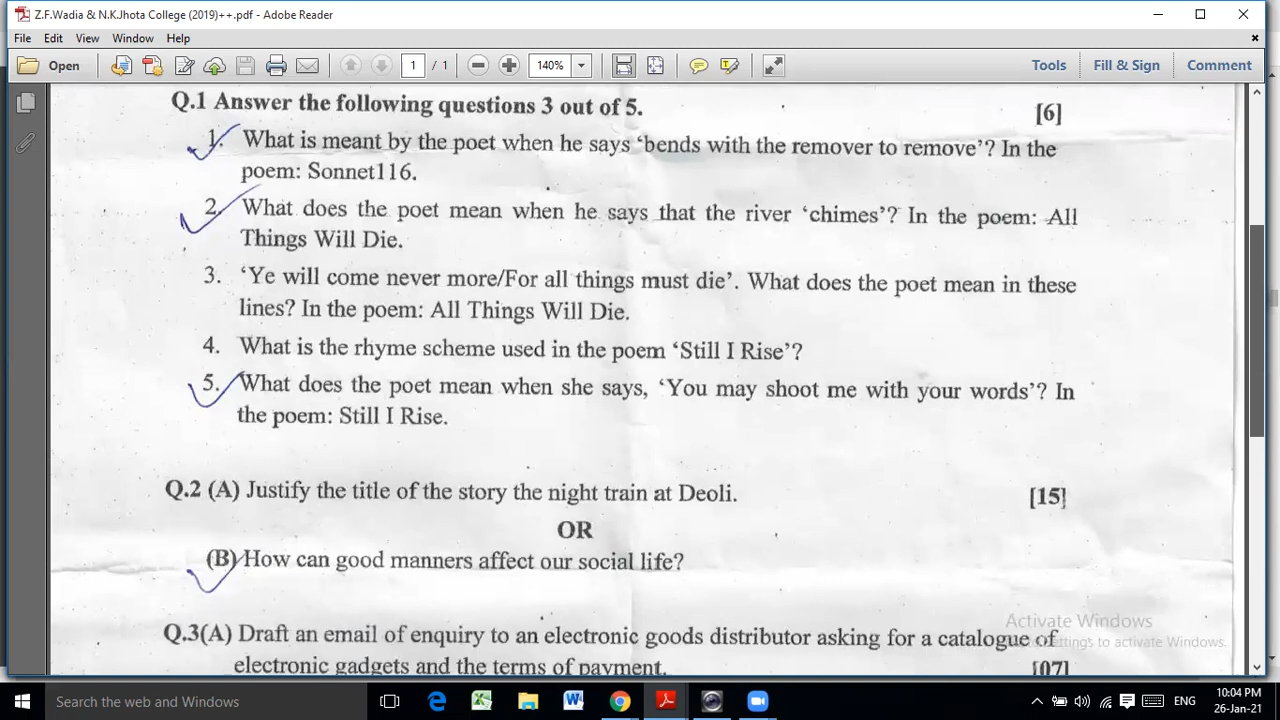 Z.F.Wadia & N.K.Jhota College (2019)++.pdf - Adobe Reader
File Edit View Window Help
Open 1 / 1 140% Tools Fill & Sign Comment
Q.1 Answer the following questions 3 out of 5. [6]
1. What is meant by the poet when he says ‘bends with the remover to remove’? In the
poem: Sonnet116.
2. What does the poet mean when he says that the river ‘chimes’? In the poem: All
Things Will Die.
3. ‘Ye will come never more/For all things must die’. What does the poet mean in these
lines? In the poem: All Things Will Die.
4. What is the rhyme scheme used in the poem ‘Still I Rise’?
5. What does the poet mean when she says, ‘You may shoot me with your words’? In
the poem: Still I Rise.
Q.2 (A) Justify the title of the story the night train at Deoli. [15]
OR
(B) How can good manners affect our social life?
Activate Windows
Q.3(A) Draft an email of enquiry to an electronic goods distributor asking for a catalogue of
settings to activate Windows.
electronic gadgets and the terms of payment. [07]
Search the web and Windows
ENG
10:04 PM
26-Jan-21